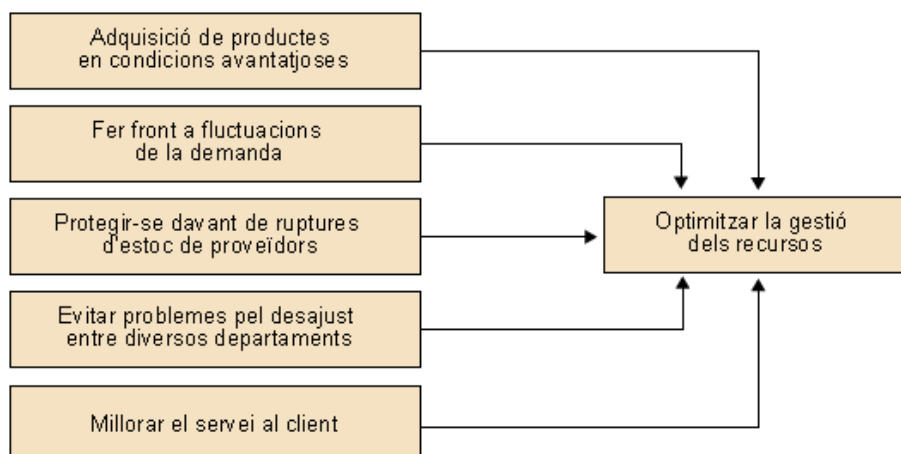 Adquisició de productes
en condicions avantatjoses
Fer front a fluctuacions
de la demanda
Protegir-se davant de ruptures
d'estoc de proveïdors
Evitar problemes pel desajust
entre diversos departaments
Millorar el servei al client
Optimitzar la gestió
dels recursos